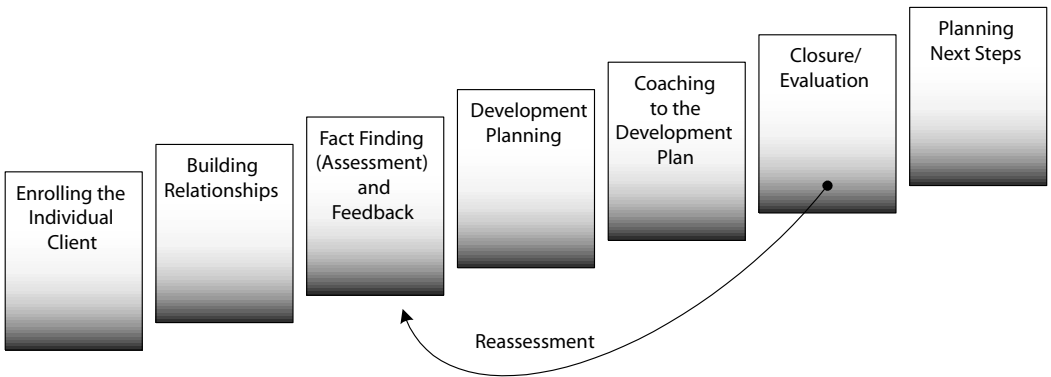 Enrolling the
Individual
Client
Building
Relationships
Fact Finding
(Assessment)
and
Feedback
Development
Planning
Coaching
to the
Development
Plan
Closure/
Evaluation
Planning
Next Steps
Reassessment